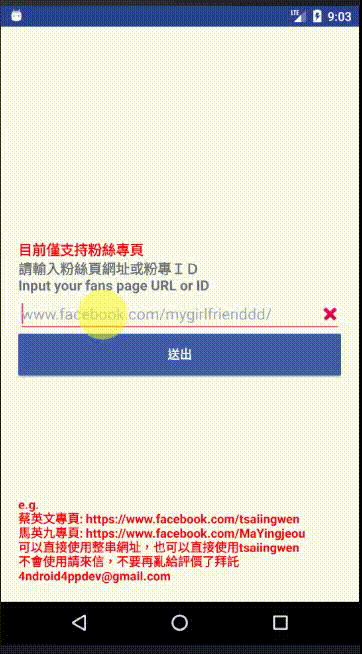 LTE 9:03
目前僅支持粉絲專頁
請輸入粉絲頁網址或粉專ＩＤ
Input your fans page URL or ID
www.facebook.com/mygirlfrienddd/
送出
e.g.
蔡英文專頁: https://www.facebook.com/tsaiingwen
馬英九專頁: https://www.facebook.com/MaYingjeou
可以直接使用整串網址，也可以直接使用tsaiingwen
不會使用請來信，不要再亂給評價了拜託
4ndroid4ppdev@gmail.com